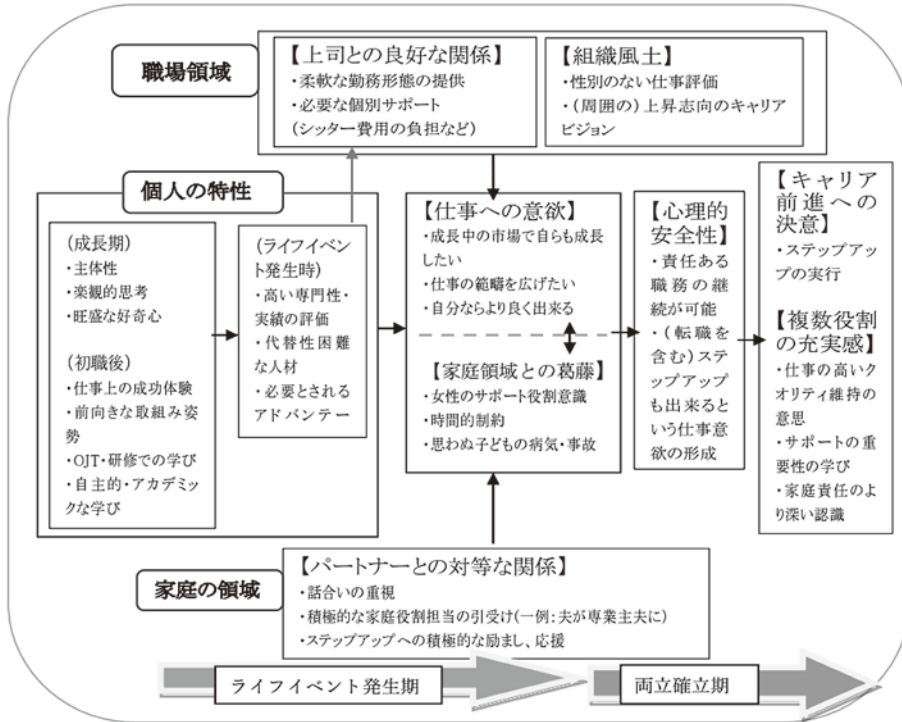 職場領域
【上司との良好な関係】
・柔軟な勤務形態の提供
・必要な個別サポート
(シッター費用の負担など)
【組織風土】
・性別のない仕事評価
・(周囲の)上昇志向のキャリア
ビジョン
個人の特性
(成長期)
・主体性
・楽観的思考
・旺盛な好奇心
(初職後)
・仕事上の成功体験
・前向きな取組み姿
勢
・OJT・研修での学び
・自主的・アカデミッ
クな学び
(ライフイベ
ント発生時)
・高い専門性・
実績の評価
・代替性困難
な人材
・必要とされる
アドバンテー
【仕事への意欲】
・成長中の市場で自らも成長
したい
・仕事の範疇を広げたい
・自分ならより良く出来る
【家庭領域との葛藤】
・女性のサポート役割意識
・時間的制約
・思わぬ子どもの病気・事故
【心理的
安全性】
・責任ある
職務の継
続が可能
・(転職を
含む)ステッ
プアップ
も出来ると
いう仕事意
欲の形成
【キャリア
前進への
決意】
・ステップアッ
プの実行
【複数役割
の充実感】
・仕事の高いク
オリティ維持の
意思
・サポートの重
要性の学び
・家庭責任のよ
り深い認識
家庭の領域
【パートナーとの対等な関係】
・話合いの重視
・積極的な家庭役割担当の引受け(一例:夫が専業主夫に)
・ステップアップへの積極的な励まし、応援
ライフイベント発生期
両立確立期